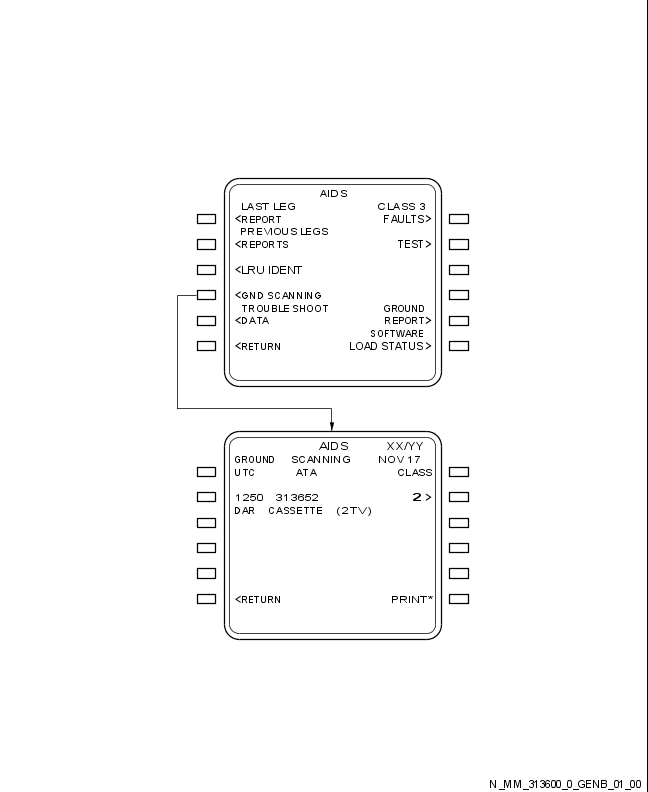 AIDS
LAST LEG CLASS 3
<REPORT FAULTS>
PREVIOUS LEGS
<REPORTS TEST>
<LRU IDENT
<GND SCANNING
TROUBLE SHOOT GROUND
<DATA REPORT>
SOFTWARE
<RETURN LOAD STATUS>
AIDS XX/YY
GROUND SCANNING NOV 17
UTC ATA CLASS
1250 313652 2>
DAR CASSETTE (2TV)
<RETURN PRINT*
N_MM_313600_0_GENB_01_00